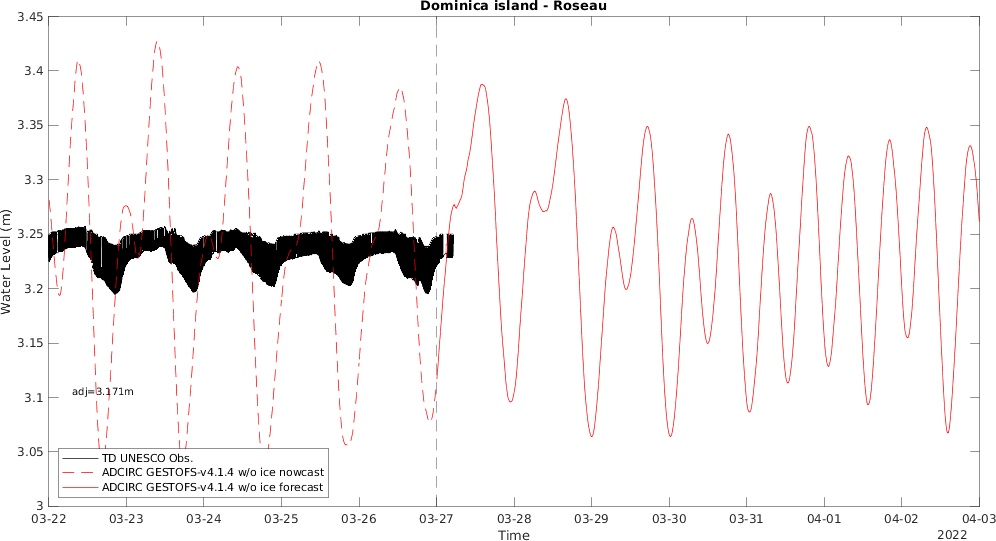 Dominica island - Roseau
3.45
3.4
3.35
3.3
3.25
3.2
3.15
3.1
3.05
3
Water Level (m)
adj=3.171m
TD UNESCO Obs.
ADCIRC GESTOFS-v4.1.4 w/o ice nowcast
ADCIRC GESTOFS-v4.1.4 w/o ice forecast
03-22 03-23 03-24 03-25 03-26 03-27 03-28 03-29 03-30 03-31 04-01 04-02 04-03
Time
2022